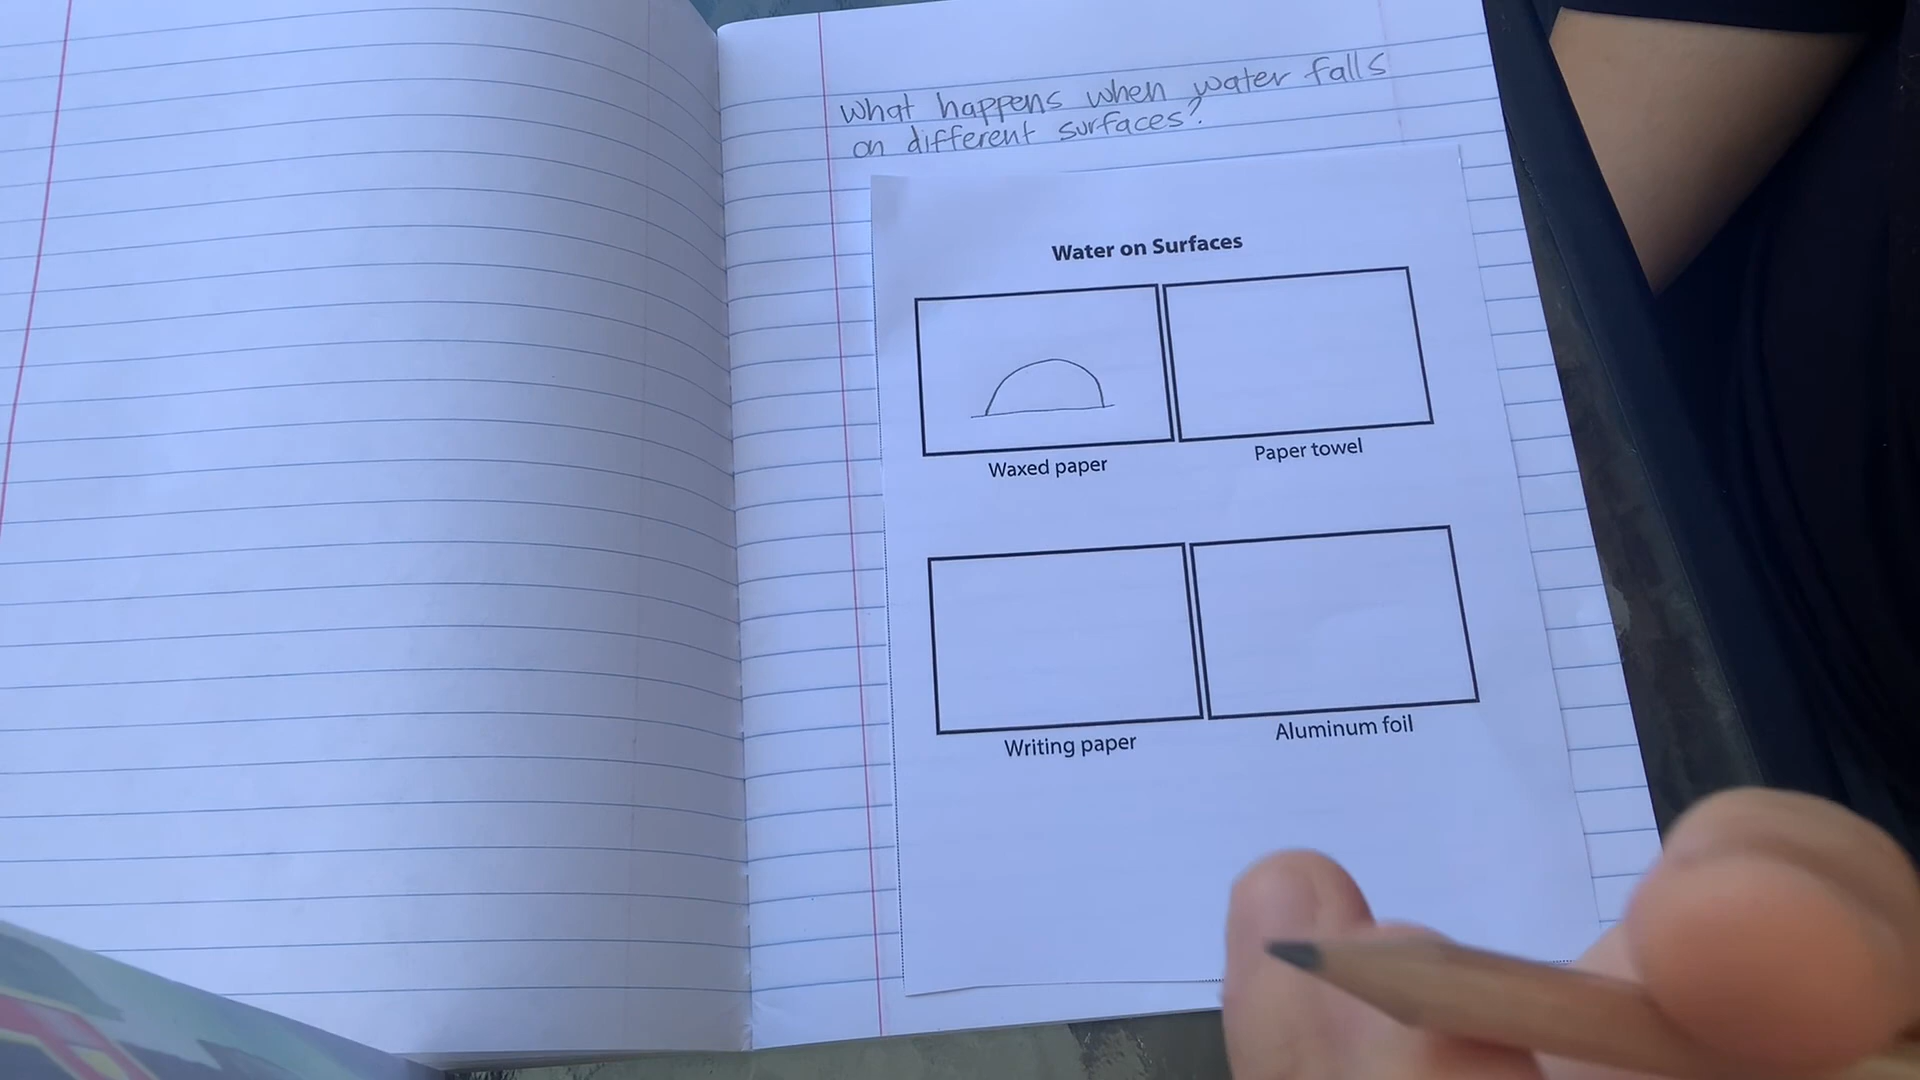 What happens when water falls
on different surfaces?
Water on Surfaces
Waxed paper
Paper towel
Writing paper
Aluminum foil